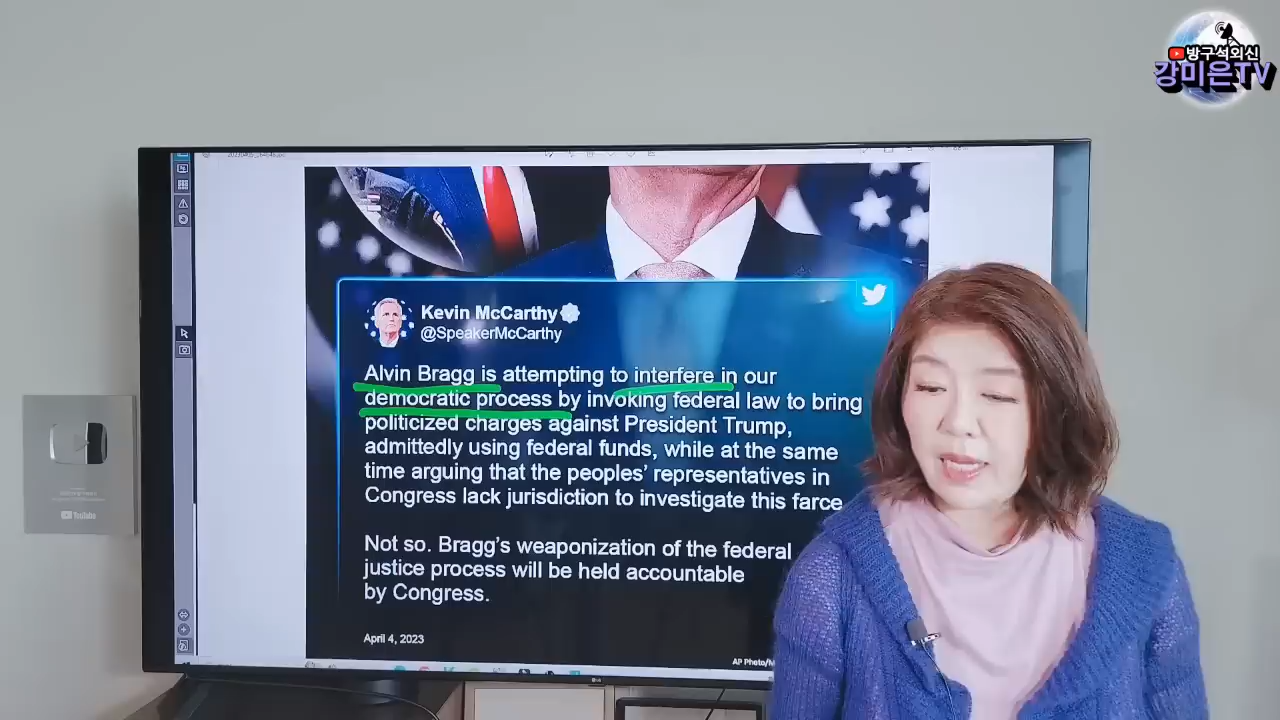 방구석외신
강미은TV
Kevin McCarthy
@SpeakerMcCarthy
Alvin Bragg is attempting to interfere in our
democratic process by invoking federal law to bring
politicized charges against President Trump,
admittedly using federal funds, while at the same
time arguing that the peoples' representatives in
Congress lack jurisdiction to investigate this farce
Not so. Bragg's weaponization of the federal
justice process will be held accountable
by Congress.
April 4, 2023
AP Photo/M
YouTube
LG